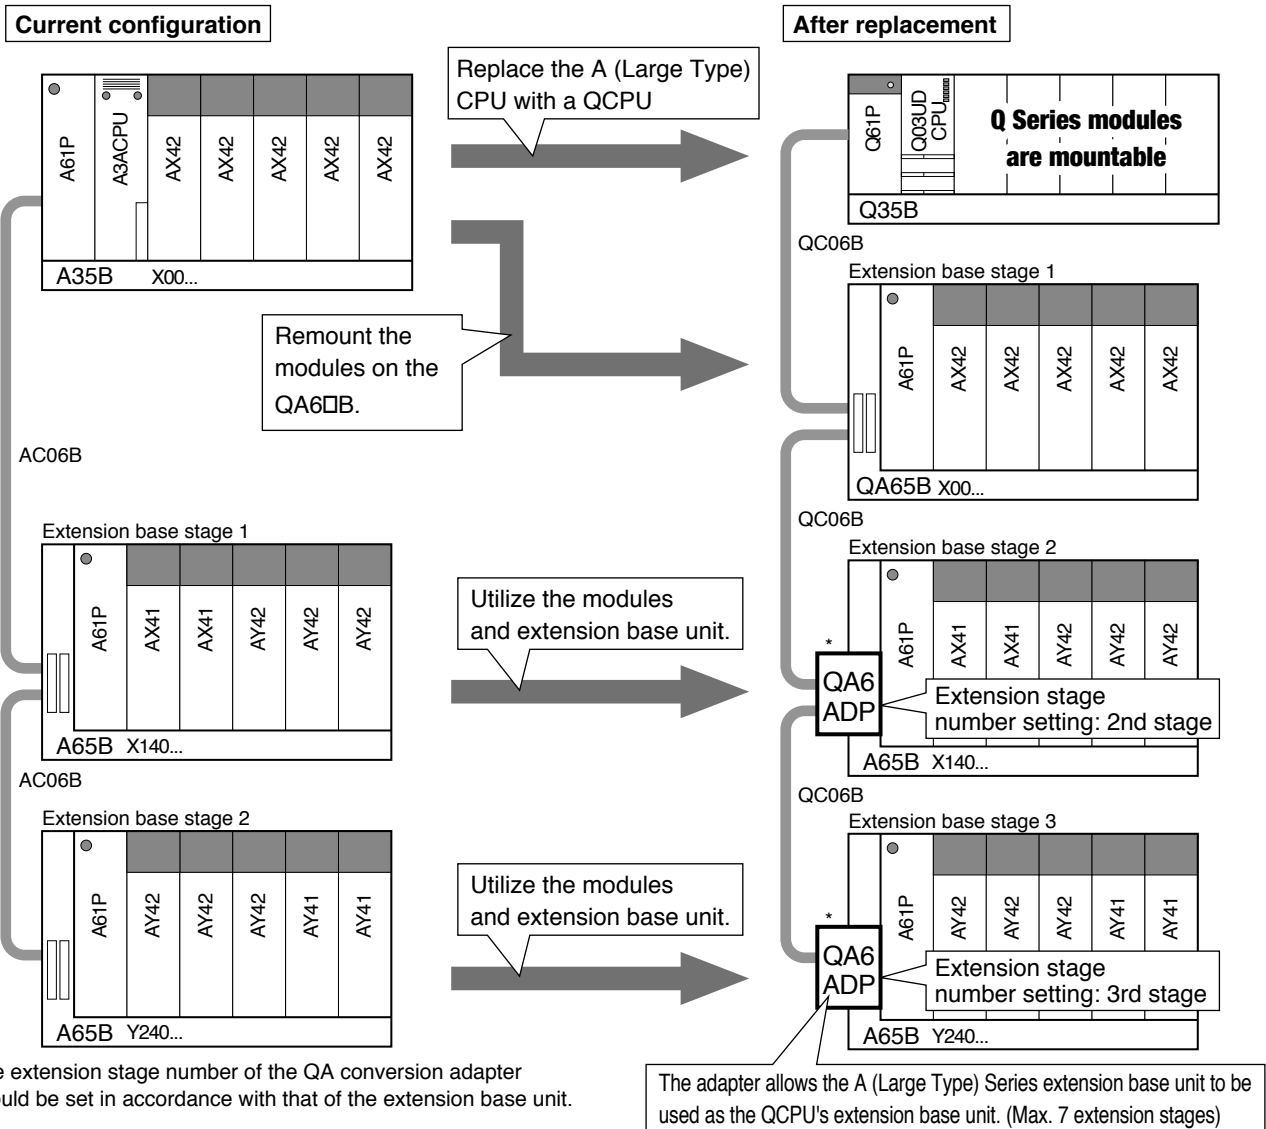 Current configuration
After replacement
A61P
A3ACPU
AX42
AX42
AX42
AX42
AX42
A35B X00...
Replace the A (Large Type)
CPU with a QCPU
Q61P
Q03UD
CPU
Q Series modules
are mountable
Q35B
QC06B
Remount the
modules on the
QA6□B.
Extension base stage 1
A61P
AX42
AX42
AX42
AX42
AX42
QA65B X00...
AC06B
QC06B
Extension base stage 1
A61P
AX41
AX41
AY42
AY42
AY42
A65B X140...
Utilize the modules
and extension base unit.
Extension base stage 2
A61P
AX41
AX41
AY42
AY42
AY42
*
QA6
ADP
Extension stage
number setting: 2nd stage
A65B X140...
AC06B
QC06B
Extension base stage 2
A61P
AY42
AY42
AY42
AY41
AY41
A65B Y240...
Utilize the modules
and extension base unit.
Extension base stage 3
A61P
AY42
AY42
AY42
AY41
AY41
*
QA6
ADP
Extension stage
number setting: 3rd stage
A65B Y240...
e extension stage number of the QA conversion adapter
ould be set in accordance with that of the extension base unit.
The adapter allows the A (Large Type) Series extension base unit to be
used as the QCPU's extension base unit. (Max. 7 extension stages)